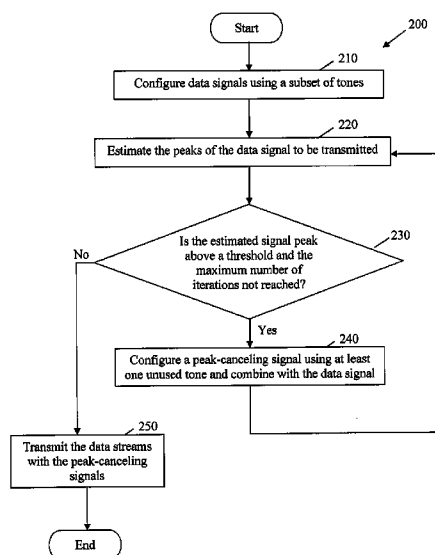 Start
200
210
Configure data signals using a subset of tones
220
Estimate the peaks of the data signal to be transmitted
230
Is the estimated signal peak
above a threshold and the
maximum number of
iterations not reached?
No
Yes
240
Configure a peak-canceling signal using at least
one unused tone and combine with the data signal
250
Transmit the data streams
with the peak-canceling
signals
End